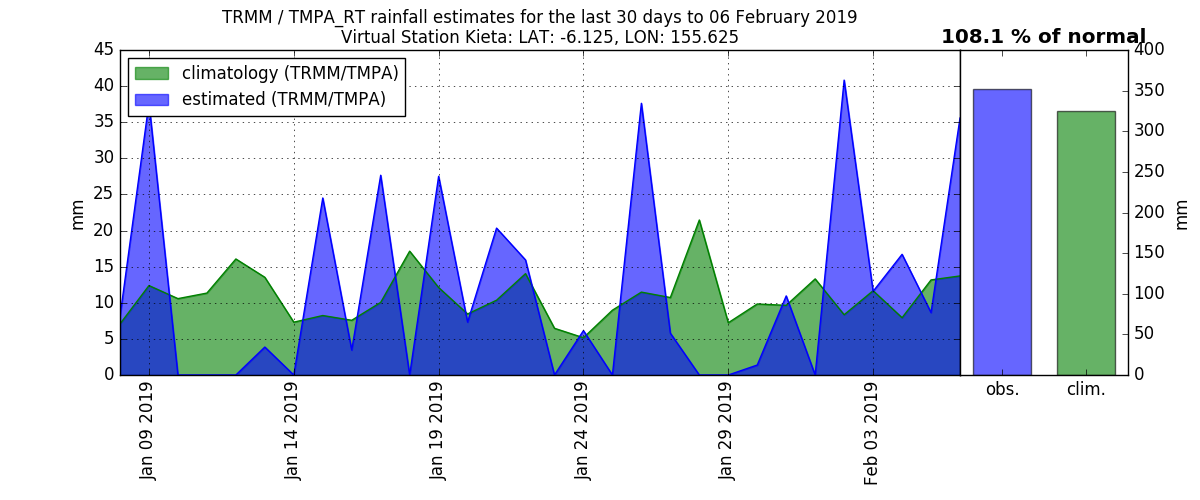 TRMM / TMPA_RT rainfall estimates for the last 30 days to 06 February 2019
Virtual Station Kieta: LAT: -6.125, LON: 155.625
108.1 % of normal
climatology (TRMM/TMPA)
estimated (TRMM/TMPA)
45
40
35
30
25
20
15
10
5
0
mm
Jan 09 2019
Jan 14 2019
Jan 19 2019
Jan 24 2019
Jan 29 2019
Feb 03 2019
400
350
300
250
200
150
100
50
0
mm
obs.
clim.